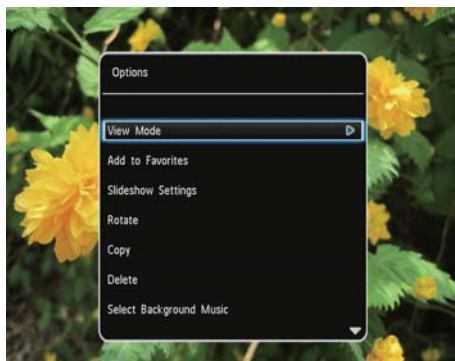 Options
View Mode
Add to Favorites
Slideshow Settings
Rotate
Copy
Delete
Select Background Music